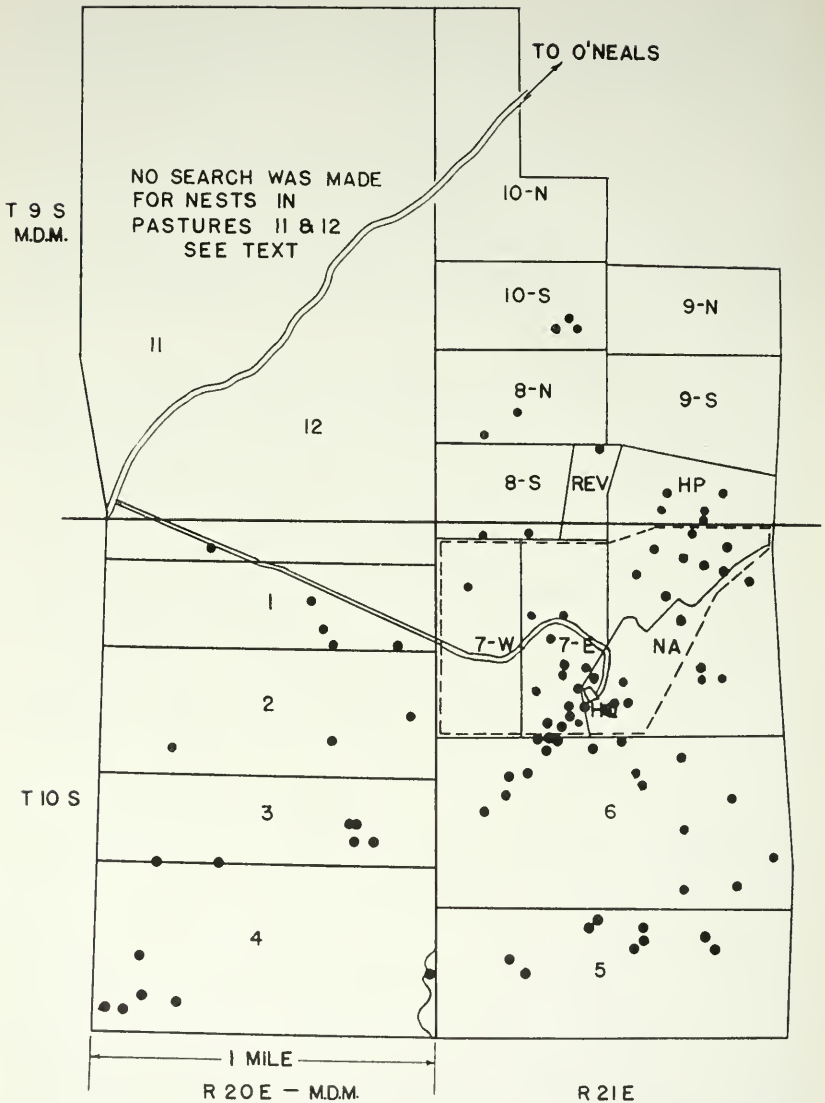 TO O'NEALS
NO SEARCH WAS MADE
FOR NESTS IN
PASTURES 11 & 12
SEE TEXT
T 9 S
M.D.M.
10-N
10-S
9-N
11
8-N
9-S
12
8-S
REV
HP
1
7-W
7-E
NA
2
T 10 S
3
6
4
5
1 MILE
R 20 E — M.D.M.
R 21 E